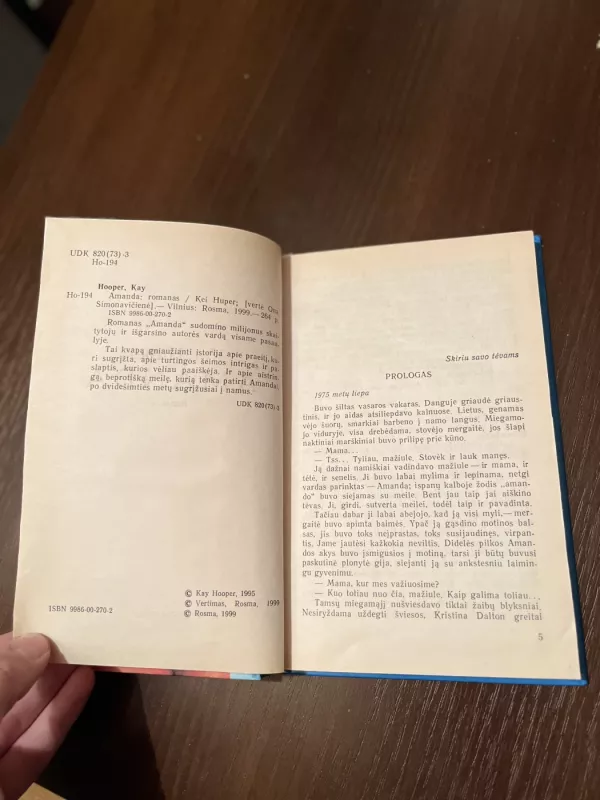 UDK 820(73)-3
Ho-194
Hooper, Kay
Ho-194 Amanda: romanas / Kei Huper; [vertė Ona
Simonavičienė].— Vilnius: Rosma, 1999.— 264 p.
ISBN 9986-00-270-2
Romanas „Amanda" sudomino milijonus skai-
tytojų ir išgarsino autorės vardą visame pasau-
lyje.
Tai kvapą gniaužianti istorija apie praeitį, ku-
ri sugrįžta, apie turtingos šeimos intrigas ir pa-
slaptis, kurios vėliau paaiškėja. Ir apie aistrin-
gą, beprotišką meilę, kurią tenka patirti Amandai,
po dvidešimties metų sugrįžusiai į namus.
UDK 820(73)-3
© Kay Hooper, 1995
© Vertimas, Rosma, 1999
© Rosma, 1999
ISBN 9986-00-270-2
Skiriu savo tėvams
PROLOGAS
1975 metų liepa
Buvo šiltas vasaros vakaras. Danguje griaudė griaus-
tinis, ir jo aidas atsiliepdavo kalnuose. Lietus, genamas
vėjo šuorų, smarkiai barbeno į namo langus. Miegamo-
jo viduryje, visa drebėdama, stovėjo mergaitė, jos šlapi
naktiniai marškiniai buvo prilipę prie kūno.
— Mama...
— Tss... Tyliau, mažiule. Stovėk ir lauk manęs.
Ją dažnai namiškiai vadindavo mažiule — ir mama, ir
tėtė, ir senelis. Ji buvo labai mylima ir lepinama, netgi
vardas parinktas — Amanda; ispanų kalboje žodis „aman-
do" buvo siejamas su meile. Bent jau taip jai aiškino
tėvas. Ji, girdi, sutverta meilei, todėl taip ir pavadinta.
Tačiau dabar ji labai abejojo, kad ją visi myli,— mer-
gaitė buvo apimta baimės. Ypač ją gąsdino motinos bal-
sas, jis buvo toks neįprastas, toks susijaudinęs, virpan-
tis. Jame jautėsi kažkokia neviltis. Didelės pilkos Aman-
dos akys buvo įsmigusios į motiną, tarsi ji būtų buvusi
paskutinė plonytė gija, siejanti ją su ankstesniu laimin-
gu gyvenimu.
— Mama, kur mes važiuosime?
— Kuo toliau nuo čia, mažiule. Kaip galima toliau...
Tamsų miegamąjį nušviesdavo tiktai žaibų blyksniai.
Nesiryždama uždegti šviesos, Kristina Dalton greitai
5